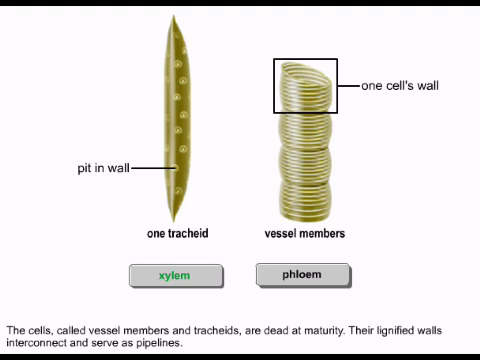 one cell's wall
pit in wall
one tracheid
vessel members
xylem
phloem
The cells, called vessel members and tracheids, are dead at maturity. Their lignified walls
interconnect and serve as pipelines.